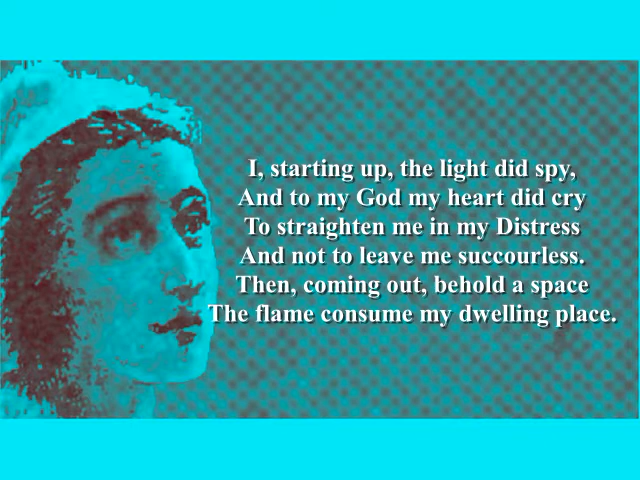 I, starting up, the light did spy,
And to my God my heart did cry
To straighten me in my Distress
And not to leave me succourless.
Then, coming out, behold a space
The flame consume my dwelling place.